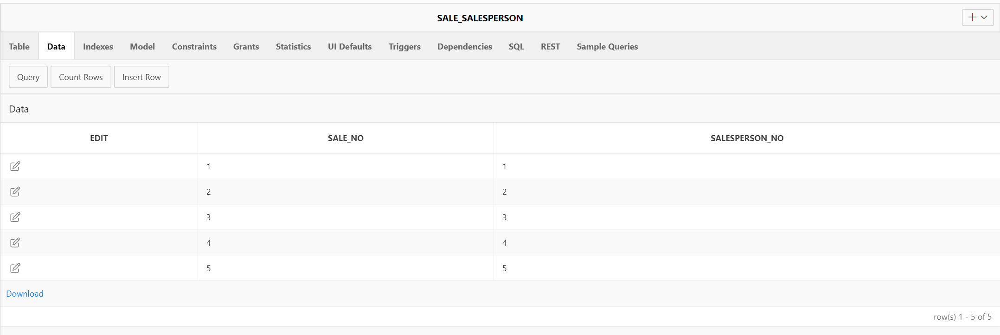 SALE_SALESPERSON
Table Data Indexes Model Constraints Grants Statistics UI Defaults Triggers Dependencies SQL REST Sample Queries
Query Count Rows Insert Row
Data
EDIT SALE_NO SALESPERSON_NO
1 1
2 2
3 3
4 4
5 5
Download
row(s) 1 - 5 of 5